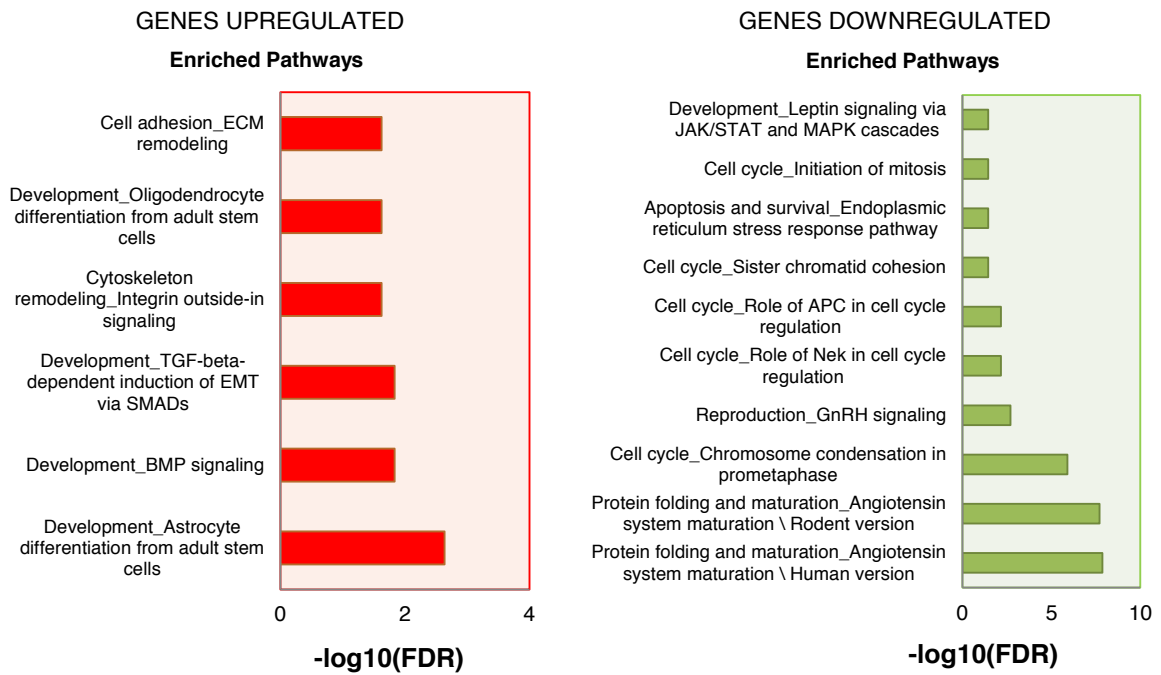 GENES UPREGULATED
Enriched Pathways
Cell adhesion_ECM
remodeling
Development_Oligodendrocyte
differentiation from adult stem
cells
Cytoskeleton
remodeling_Integrin outside-in
signaling
Development_TGF-beta-
dependent induction of EMT
via SMADs
Development_BMP signaling
Development_Astrocyte
differentiation from adult stem
cells
0 2 4
-log10(FDR)
GENES DOWNREGULATED
Enriched Pathways
Development_Leptin signaling via
JAK/STAT and MAPK cascades
Cell cycle_Initiation of mitosis
Apoptosis and survival_Endoplasmic
reticulum stress response pathway
Cell cycle_Sister chromatid cohesion
Cell cycle_Role of APC in cell cycle
regulation
Cell cycle_Role of Nek in cell cycle
regulation
Reproduction_GnRH signaling
Cell cycle_Chromosome condensation in
prometaphase
Protein folding and maturation_Angiotensin
system maturation \ Rodent version
Protein folding and maturation_Angiotensin
system maturation \ Human version
0 5 10
-log10(FDR)